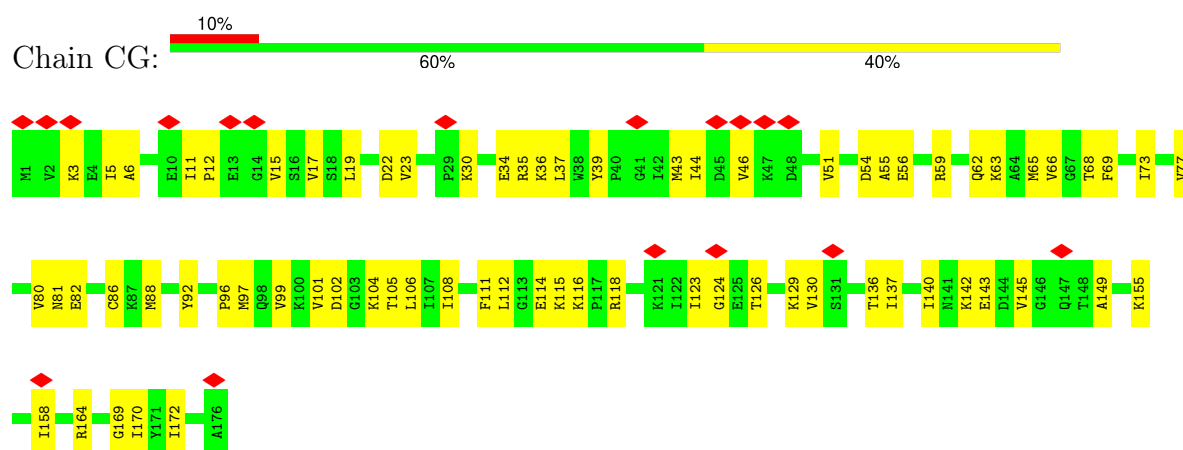 10%
Chain CG:
60% 40%
M1 V2 K3 E4 I5 A6 E10 I11 P12 E13 G14 V15 S16 V17 S18 L19 D22 V23 P29 K30 E34 R35 K36 L37 W38 Y39 P40 G41 I42 M43 I44 D45 V46 K47 D48 V51 D54 A55 E56 R59 Q62 K63 A64 M65 V66 G67 T68 F69 I73 V77
V80 N81 E82 C86 K87 M88 Y92 P96 M97 Q98 V99 K100 V101 D102 G103 K104 T105 L106 I107 I108 F111 L112 G113 E114 K115 K116 P117 R118 K121 I122 I123 G124 E125 T126 K129 V130 S131 T136 I137 I140 N141 K142 E143 D144 V145 G146 Q147 T148 A149 K155
I158 R164 G169 I170 Y171 I172 A176